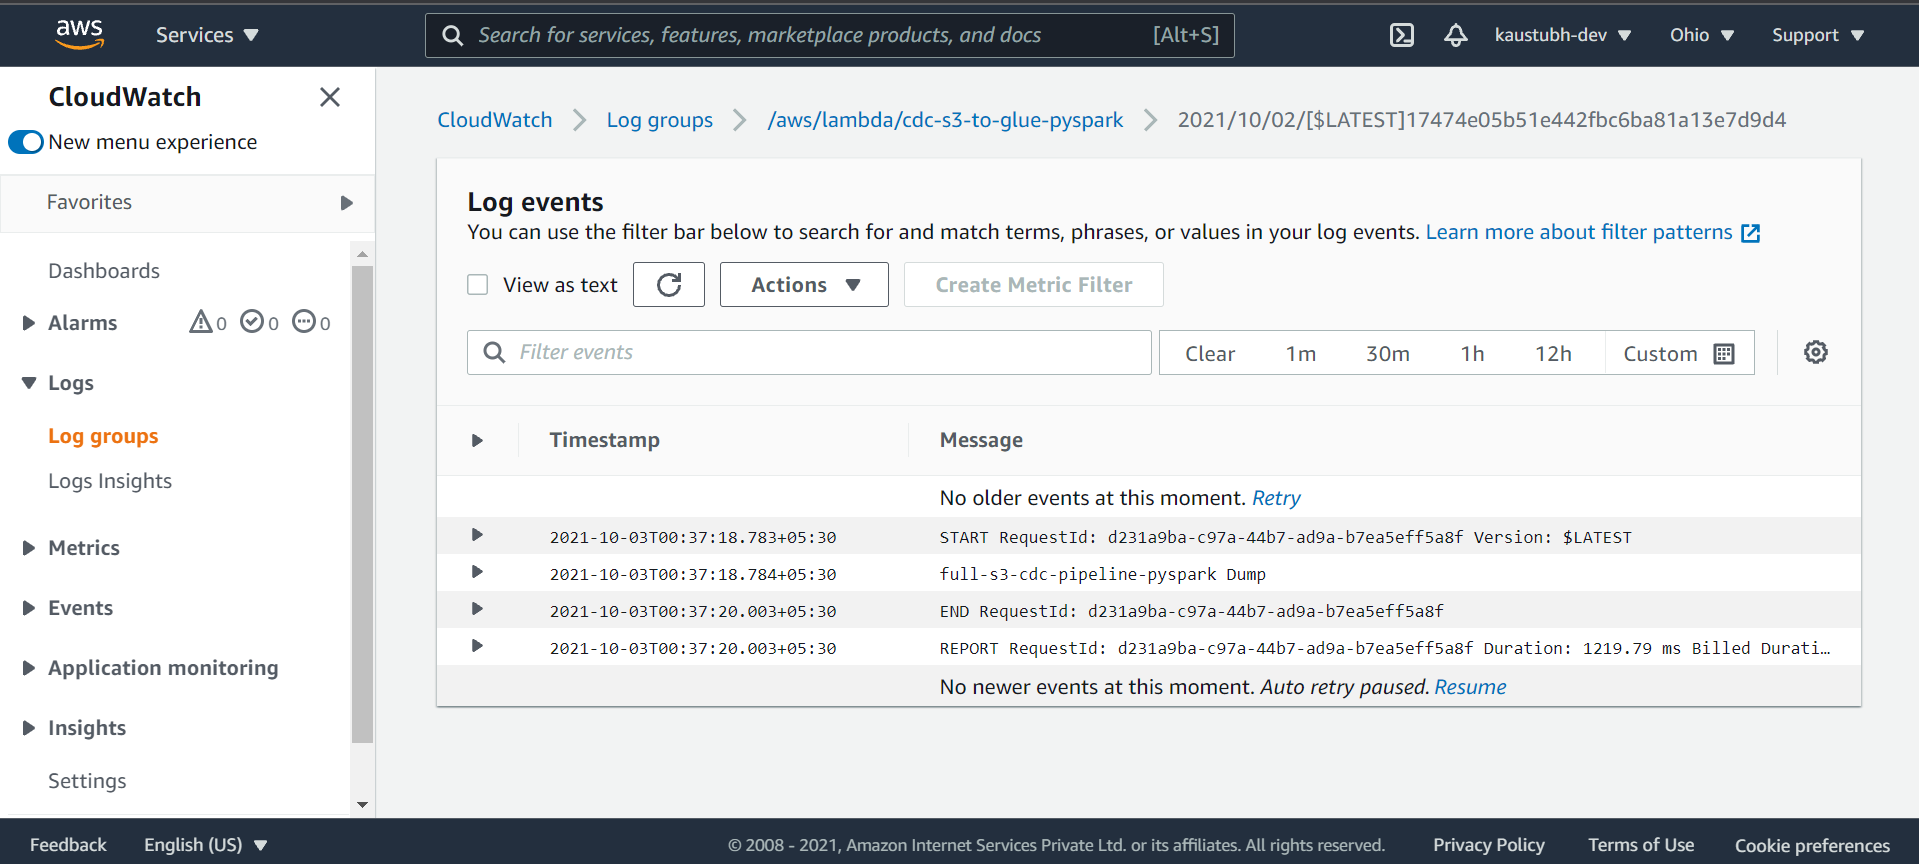 aws
Services
Search for services, features, marketplace products, and docs [Alt+S]
kaustubh-dev
Ohio
Support
CloudWatch
New menu experience
Favorites
Dashboards
Alarms 0 0 0
Logs
Log groups
Logs Insights
Metrics
Events
Application monitoring
Insights
Settings
CloudWatch Log groups /aws/lambda/cdc-s3-to-glue-pyspark 2021/10/02/[$LATEST]17474e05b51e442fbc6ba81a13e7d9d4
Log events
You can use the filter bar below to search for and match terms, phrases, or values in your log events. Learn more about filter patterns
View as text Actions Create Metric Filter
Filter events Clear 1m 30m 1h 12h Custom
Timestamp Message
No older events at this moment. Retry
2021-10-03T00:37:18.783+05:30 START RequestId: d231a9ba-c97a-44b7-ad9a-b7ea5eff5a8f Version: $LATEST
2021-10-03T00:37:18.784+05:30 full-s3-cdc-pipeline-pyspark Dump
2021-10-03T00:37:20.003+05:30 END RequestId: d231a9ba-c97a-44b7-ad9a-b7ea5eff5a8f
2021-10-03T00:37:20.003+05:30 REPORT RequestId: d231a9ba-c97a-44b7-ad9a-b7ea5eff5a8f Duration: 1219.79 ms Billed Durati…
No newer events at this moment. Auto retry paused. Resume
Feedback English (US) © 2008 - 2021, Amazon Internet Services Private Ltd. or its affiliates. All rights reserved. Privacy Policy Terms of Use Cookie preferences